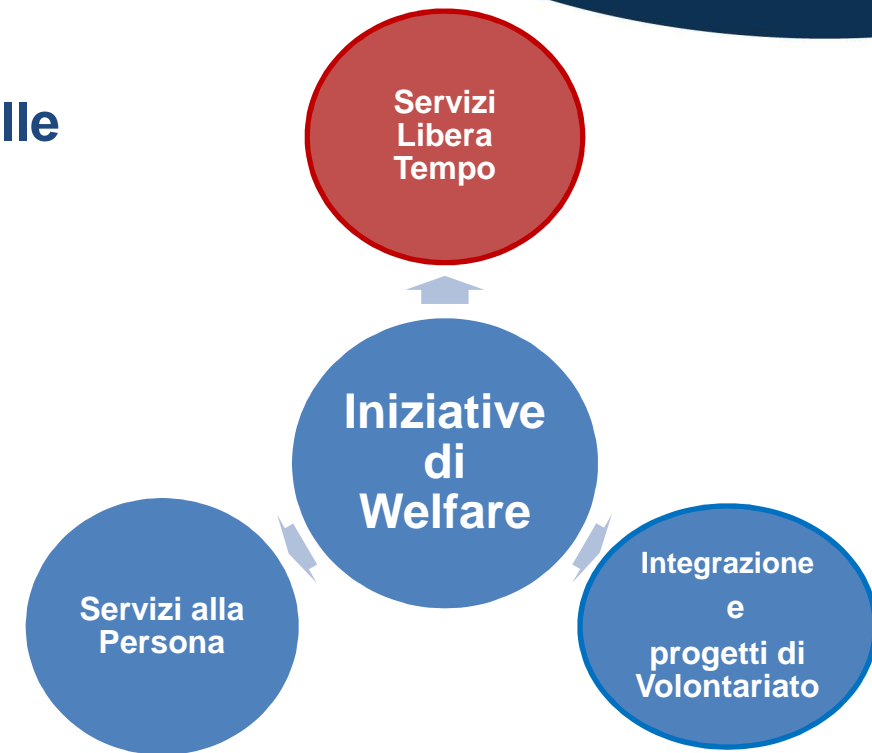 lle
Servizi
Libera
Tempo
Iniziative
di
Welfare
Servizi alla
Persona
Integrazione
e
progetti di
Volontariato